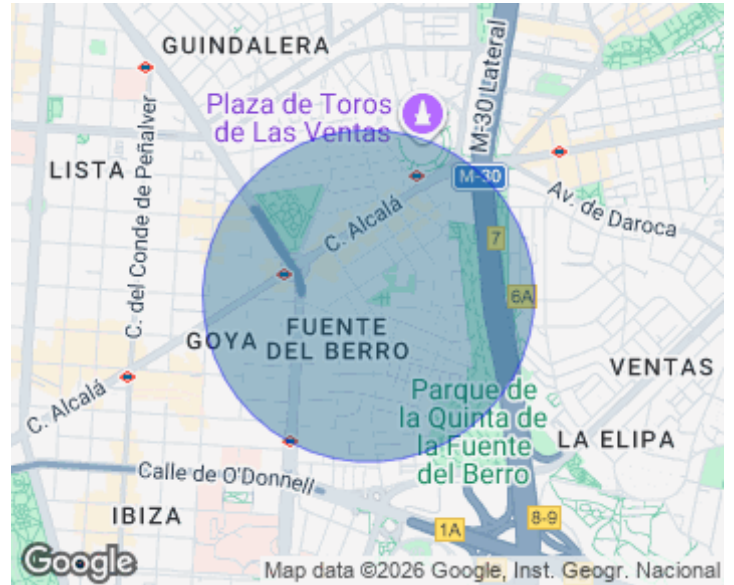 GUINDALERA
Plaza de Toros
de Las Ventas
M-30 Lateral
LISTA
C. del Conde de Peñalver
M-30
Av. de Daroca
C. Alcalá
7
6A
GOYA
FUENTE
DEL BERRO
VENTAS
C. Alcalá
Parque de
la Quinta de
la Fuente
del Berro
LA ELIPA
Calle de O'Donnell
IBIZA
1A
8-9
Google
Map data ©2026 Google, Inst. Geogr. Nacional